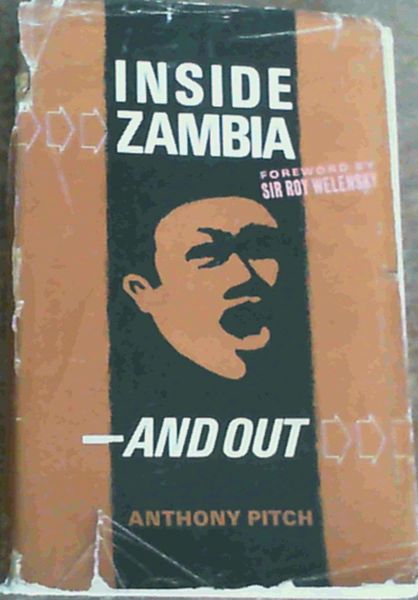 INSIDE
ZAMBIA
FOREWORD BY
SIR ROY WELENSKY
—AND OUT
ANTHONY PITCH